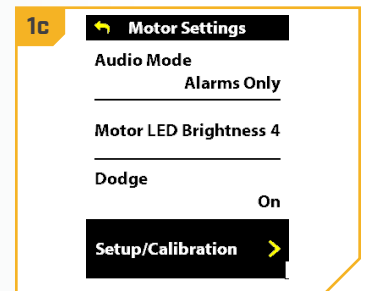 1c
Motor Settings
Audio Mode
Alarms Only
Motor LED Brightness 4
Dodge
On
Setup/Calibration